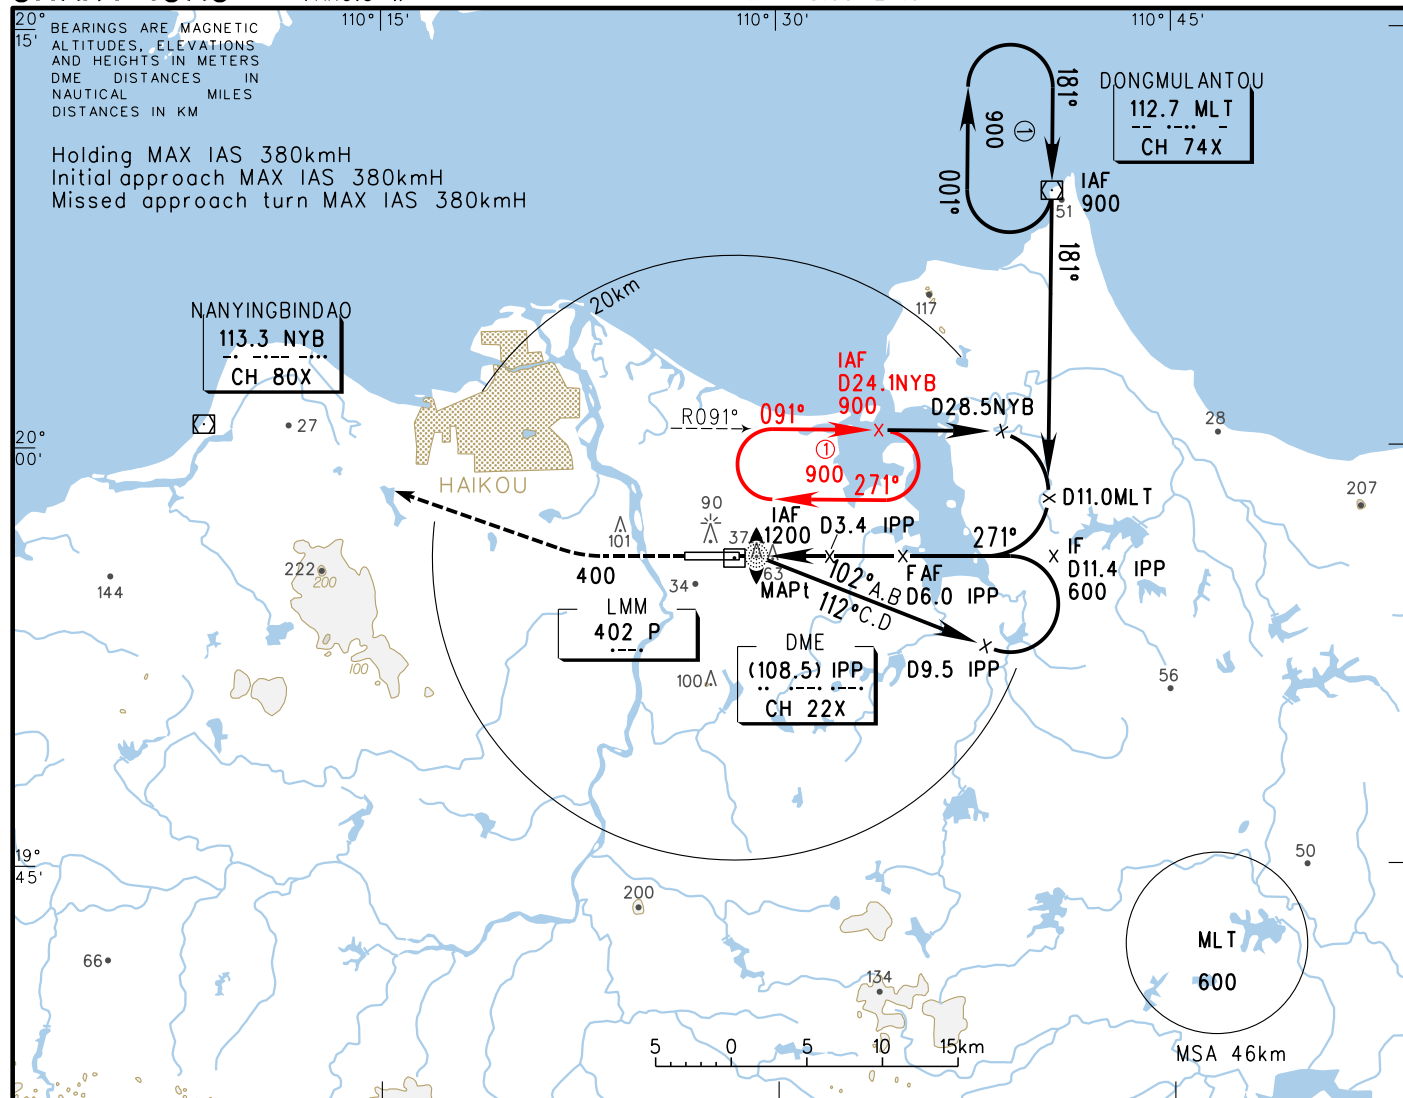 20°
15'
110°15'
110°30'
110°45'
BEARINGS ARE MAGNETIC
ALTITUDES, ELEVATIONS
AND HEIGHTS IN METERS
DME DISTANCES IN
NAUTICAL MILES
DISTANCES IN KM
Holding MAX IAS 380kmH
Initial approach MAX IAS 380kmH
Missed approach turn MAX IAS 380kmH
181°
900
①
001°
DONGMULANTOU
112.7 MLT
-- ·-·· -
CH 74X
IAF
900
51
181°
20km
117
NANYINGBINDAO
113.3 NYB
-· -·-- -···
CH 80X
27
IAF
D24.1NYB
900
D28.5NYB
R091°
091°
①
900
271°
28
20°
00'
HAIKOU
207
D11.0MLT
90
101
37
IAF
1200
D3.4 IPP
271°
IF
D11.4 IPP
600
63
MAPt
102°A.B
112°C.D
FAF
D6.0 IPP
400
34
222
200
100
144
LMM
402 P
·--·
DME
(108.5) IPP
·· ·--· ·--·
CH 22X
D9.5 IPP
100
56
19°
45'
50
200
66
134
MLT
600
MSA 46km
5 0 5 10 15km